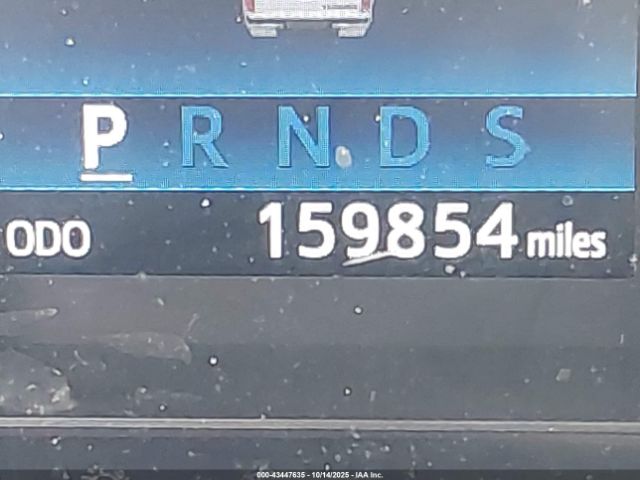 P R N D S
ODO 159854 miles
000-43447635 - 10/14/2025 - IAA Inc.